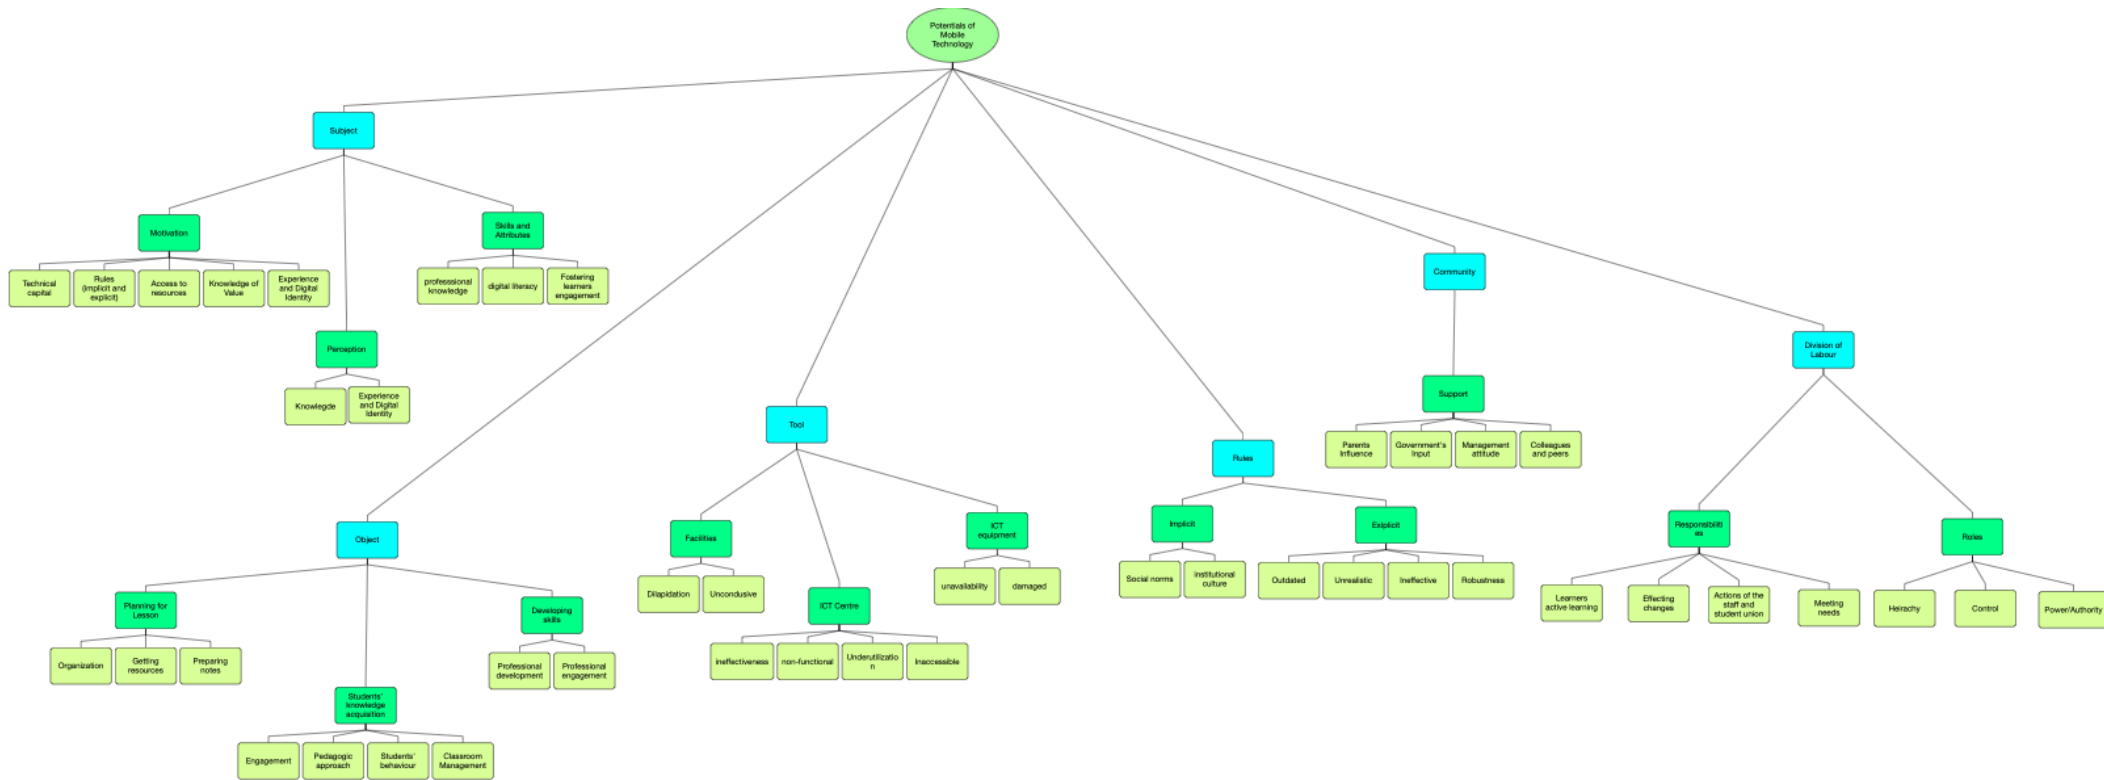 Potentials of
Mobile
Technology
Subject
Motivation
Technical
capital
Rules
(implicit and
explicit)
Access to
resources
Knowledge of
Value
Experience
and Digital
Identity
Skills and
Attributes
professsional
knowledge
digital literacy
Fostering
learners
engagement
Perception
Knowlegde
Experience
and Digital
Identity
Object
Planning for
Lesson
Organization
Getting
resources
Preparing
notes
Students'
knowledge
acquisition
Engagement
Pedagogic
approach
Students'
behaviour
Classroom
Management
Developing
skills
Professional
development
Professional
engagement
Tool
Facilities
Dilapidation
Uncondusive
ICT Centre
ineffectiveness
non-functional
Underutilizatio
n
Inaccessible
ICT
equipment
unavailability
damaged
Rules
Implicit
Social norms
institutional
culture
Exiplicit
Outdated
Unrealistic
Ineffective
Robustness
Community
Support
Parents
Influence
Government's
Input
Management
attitude
Colleagues
and peers
Division of
Labour
Responsibiliti
es
Learners
active learning
Effecting
changes
Actions of the
staff and
student union
Meeting
needs
Roles
Heirachy
Control
Power/Authority